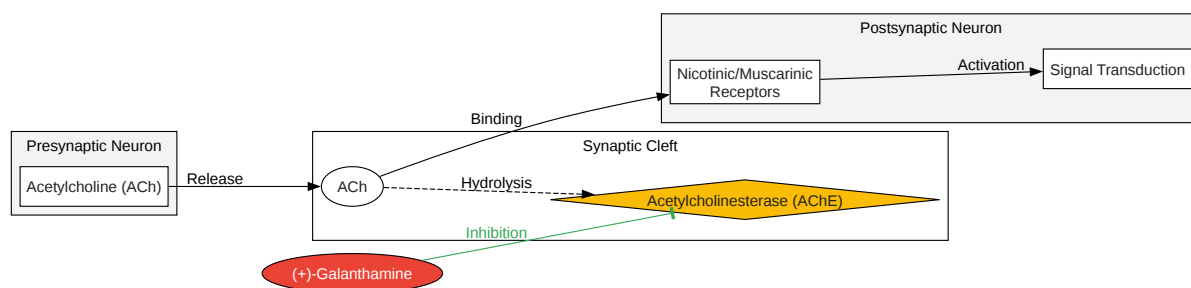 Postsynaptic Neuron
Nicotinic/Muscarinic
Receptors
Activation
Signal Transduction
Binding
Presynaptic Neuron
Acetylcholine (ACh)
Release
Synaptic Cleft
ACh
Hydrolysis
Acetylcholinesterase (AChE)
Inhibition
(+)-Galanthamine